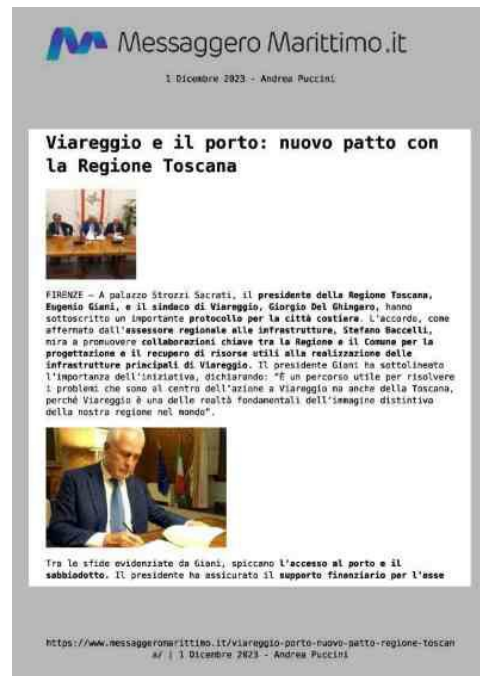 Messaggero Marittimo.it
1 Dicembre 2023 - Andrea Puccini
Viareggio e il porto: nuovo patto con
la Regione Toscana
FIRENZE – A palazzo Strozzi Sacrati, il presidente della Regione Toscana,
Eugenio Giani, e il sindaco di Viareggio, Giorgio Del Ghingaro, hanno
sottoscritto un importante protocollo per la città costiera. L'accordo, come
affermato dall'assessore regionale alle infrastrutture, Stefano Baccelli,
mira a promuovere collaborazioni chiave tra la Regione e il Comune per la
progettazione e il recupero di risorse utili alla realizzazione delle
infrastrutture principali di Viareggio. Il presidente Giani ha sottolineato
l'importanza dell'iniziativa, dichiarando: "È un percorso utile per risolvere
i problemi che sono al centro dell'azione a Viareggio ma anche della Toscana,
perché Viareggio è una delle realtà fondamentali dell'immagine distintiva
della nostra regione nel mondo".
Tra le sfide evidenziate da Giani, spiccano l'accesso al porto e il
sabbiodotto. Il presidente ha assicurato il supporto finanziario per l'asse
https://www.messaggeromarittimo.it/viareggio-porto-nuovo-patto-regione-toscan
a/ | 1 Dicembre 2023 - Andrea Puccini